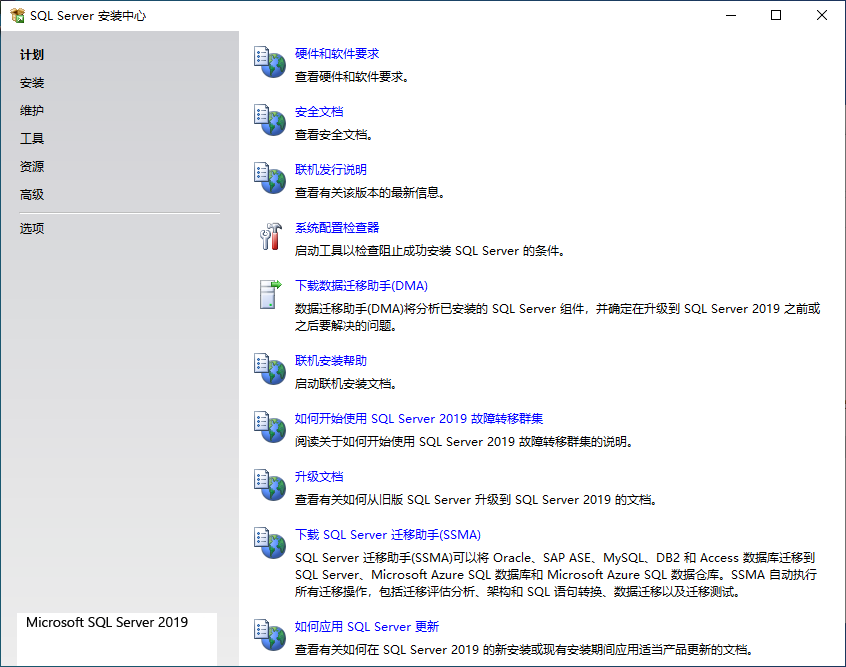 SQL Server 安装中心
计划
安装
维护
工具
资源
高级
选项
Microsoft SQL Server 2019
硬件和软件要求
查看硬件和软件要求。
安全文档
查看安全文档。
联机发行说明
查看有关该版本的最新信息。
系统配置检查器
启动工具以检查阻止成功安装 SQL Server 的条件。
下载数据迁移助手(DMA)
数据迁移助手(DMA)将分析已安装的 SQL Server 组件，并确定在升级到 SQL Server 2019 之前或
之后要解决的问题。
联机安装帮助
启动联机安装文档。
如何开始使用 SQL Server 2019 故障转移群集
阅读关于如何开始使用 SQL Server 2019 故障转移群集的说明。
升级文档
查看有关如何从旧版 SQL Server 升级到 SQL Server 2019 的文档。
下载 SQL Server 迁移助手(SSMA)
SQL Server 迁移助手(SSMA)可以将 Oracle、SAP ASE、MySQL、DB2 和 Access 数据库迁移到
SQL Server、Microsoft Azure SQL 数据库和 Microsoft Azure SQL 数据仓库。SSMA 自动执行
所有迁移操作，包括迁移评估分析、架构和 SQL 语句转换、数据迁移以及迁移测试。
如何应用 SQL Server 更新
查看有关如何在 SQL Server 2019 的新安装或现有安装期间应用适当产品更新的文档。